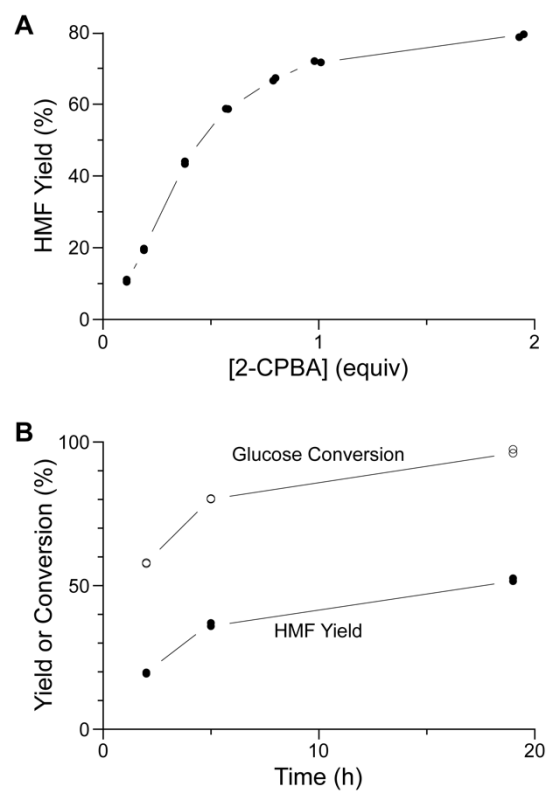 A
80
60
40
20
0
HMF Yield (%)
0
1
2
[2-CPBA] (equiv)
B
100
50
0
Yield or Conversion (%)
Glucose Conversion
HMF Yield
0
10
20
Time (h)